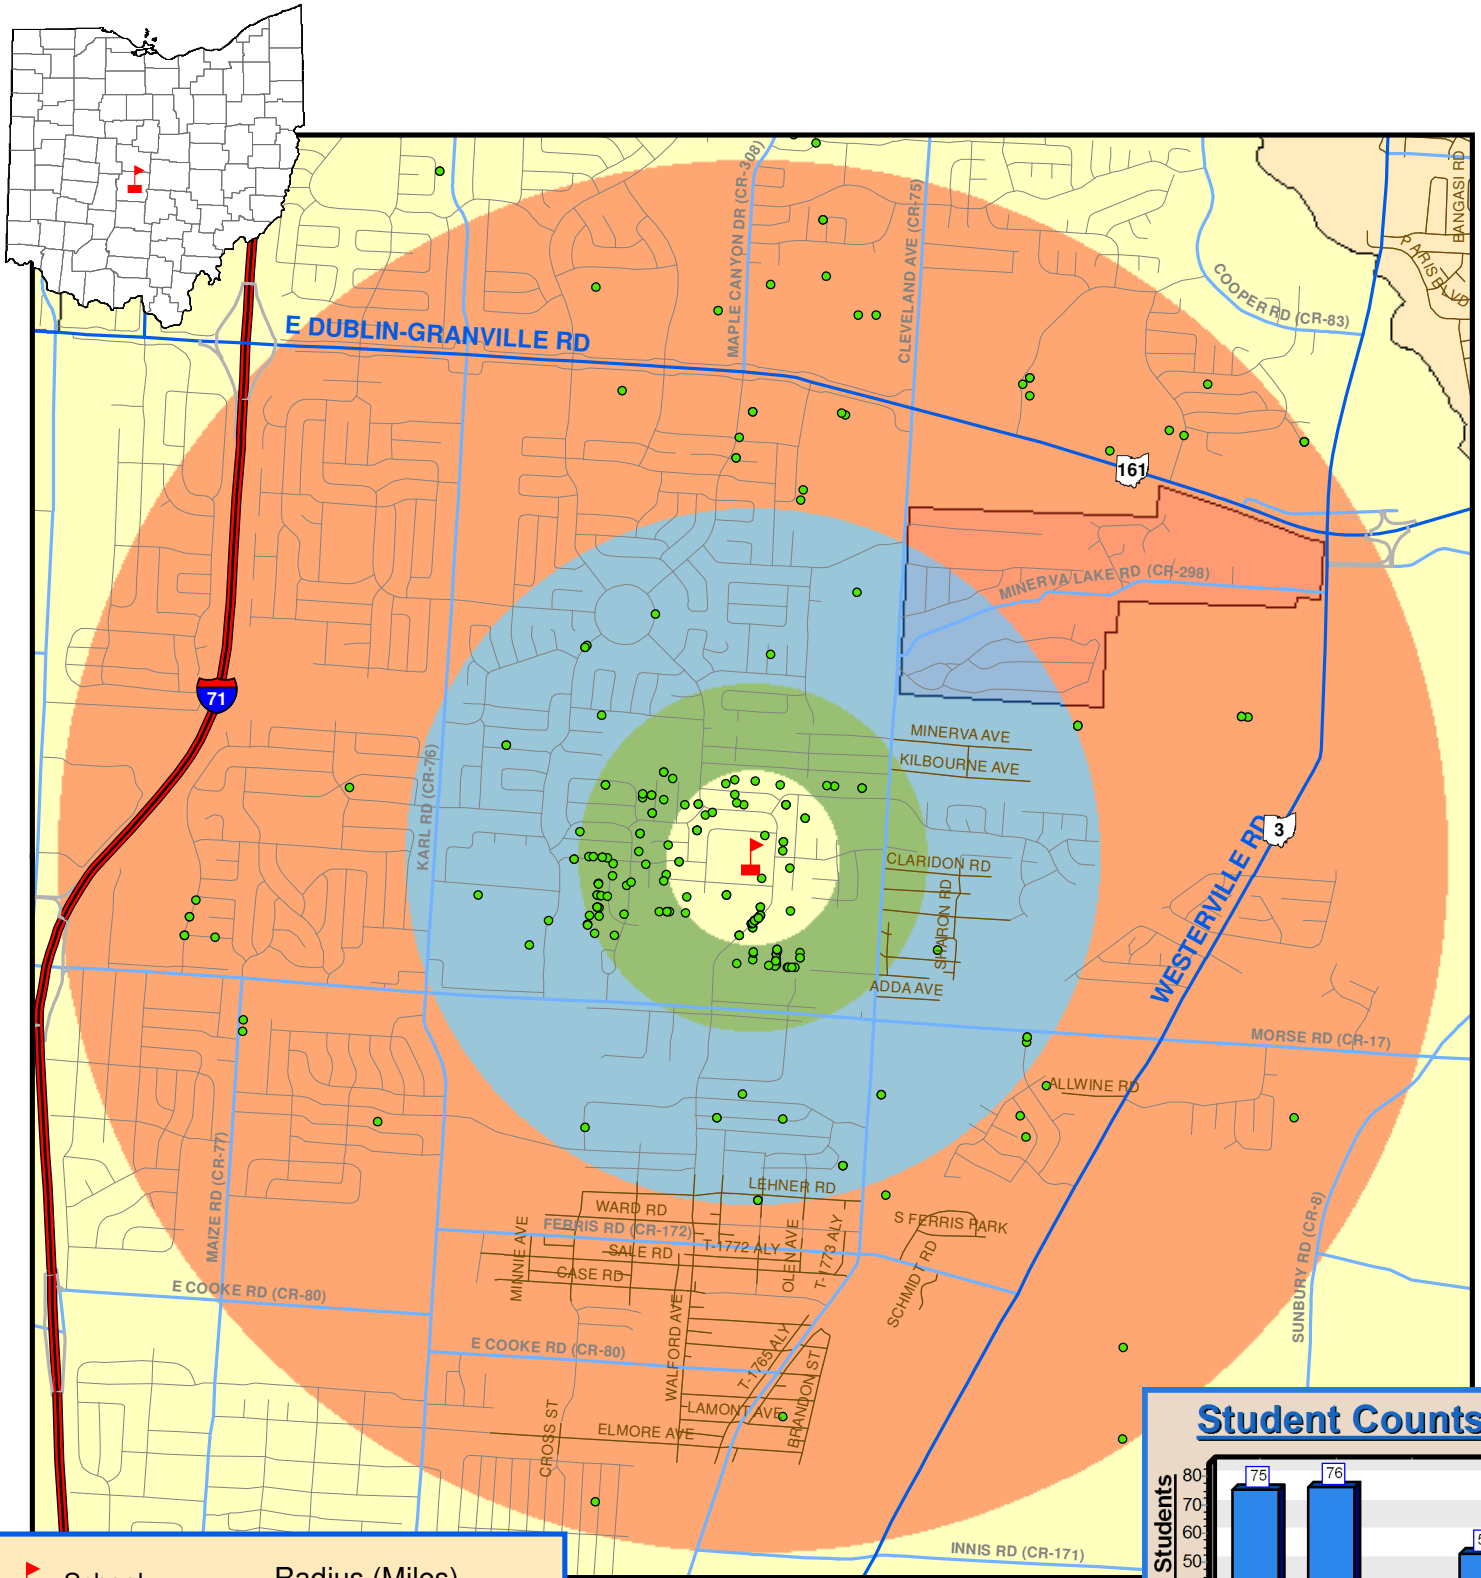 BANGASI RD
PARIS BLVD
MAPLE CANYON DR (CR-308)
CLEVELAND AVE (CR-75)
COOPER RD (CR-83)
E DUBLIN-GRANVILLE RD
161
MINERVA LAKE RD (CR-298)
71
MINERVA AVE
KILBOURNE AVE
KARL RD (CR-76)
3
WESTERVILLE RD
CLARIDON RD
SHARON RD
ADDA AVE
MORSE RD (CR-17)
ALLWINE RD
MAIZE RD (CR-77)
LEHNER RD
WARD RD
FERRIS RD (CR-172)
S FERRIS PARK
SALE RD
T-1772 ALY
CASE RD
MINNIE AVE
OLEN AVE
T-1773 ALY
SCHMIDT RD
SUNBURY RD (CR-8)
E COOKE RD (CR-80)
E COOKE RD (CR-80)
WALFORD AVE
T-1765 ALY
BRANDON ST
LAMONT AVE
ELMORE AVE
CROSS ST
INNIS RD (CR-171)
Student Counts
Students
80
70
60
50
75
76
School
Radius (Miles)